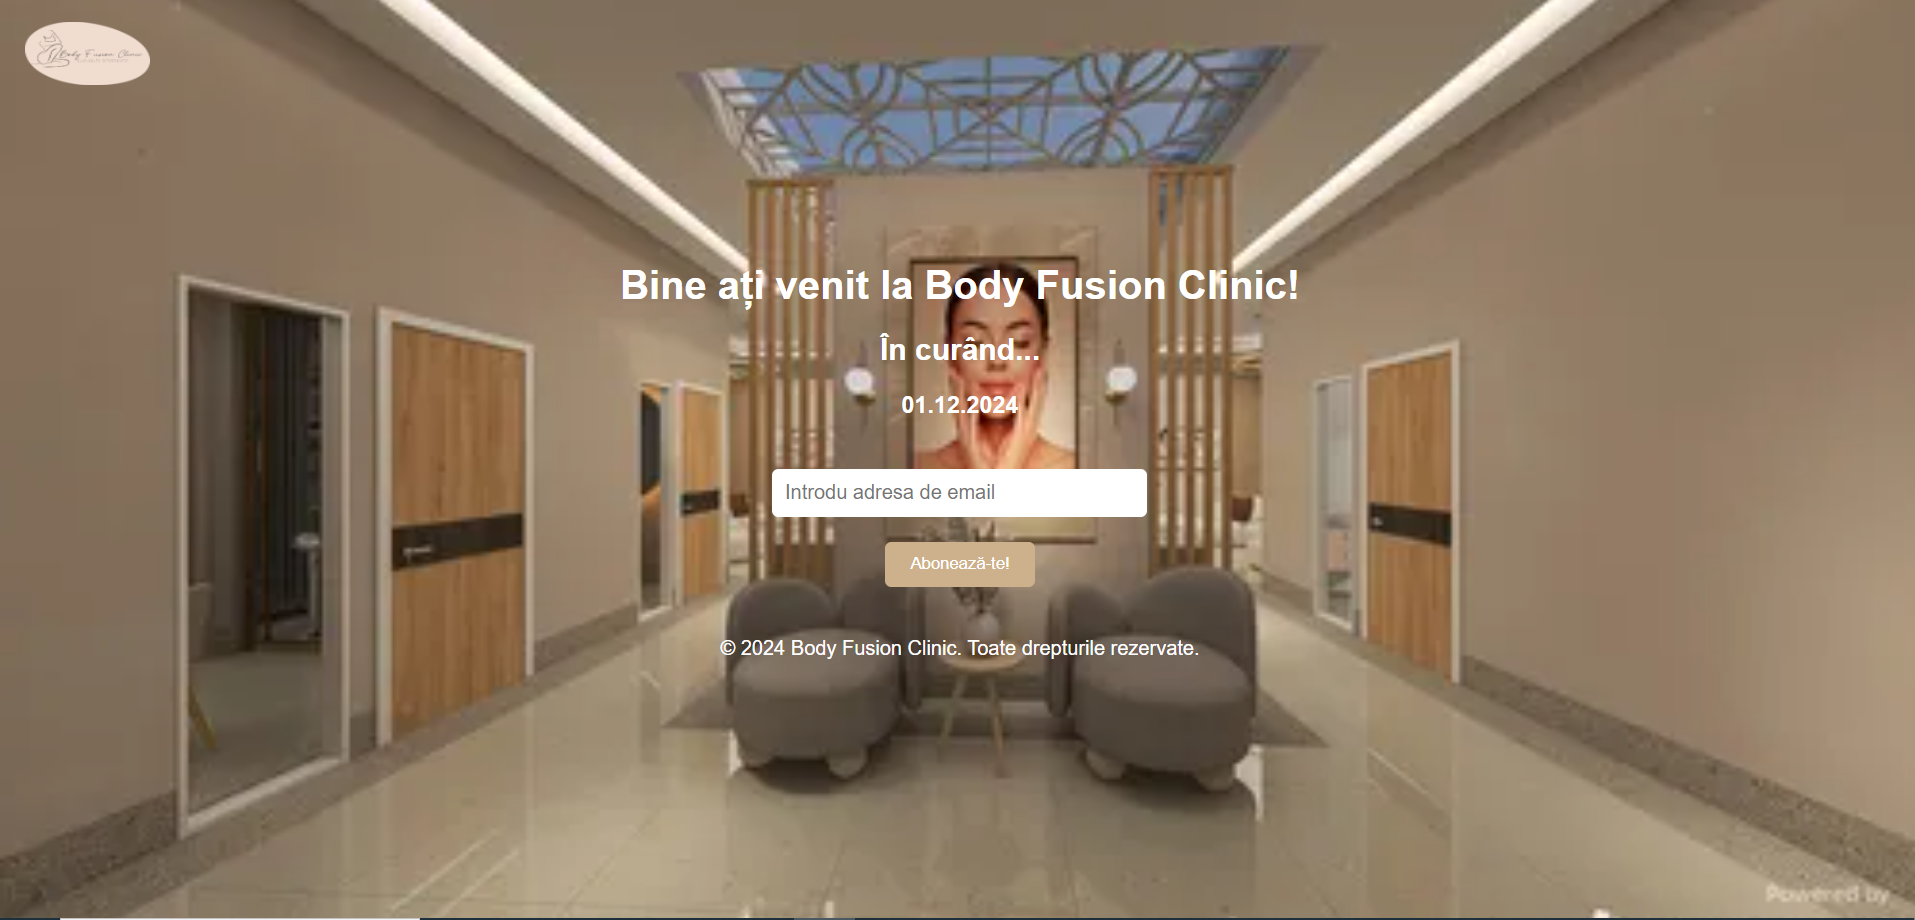 Body Fusion Clinic
Bine ați venit la Body Fusion Clinic!
În curând...
01.12.2024
Introdu adresa de email
Abonează-te!
© 2024 Body Fusion Clinic. Toate drepturile rezervate.
Powered by